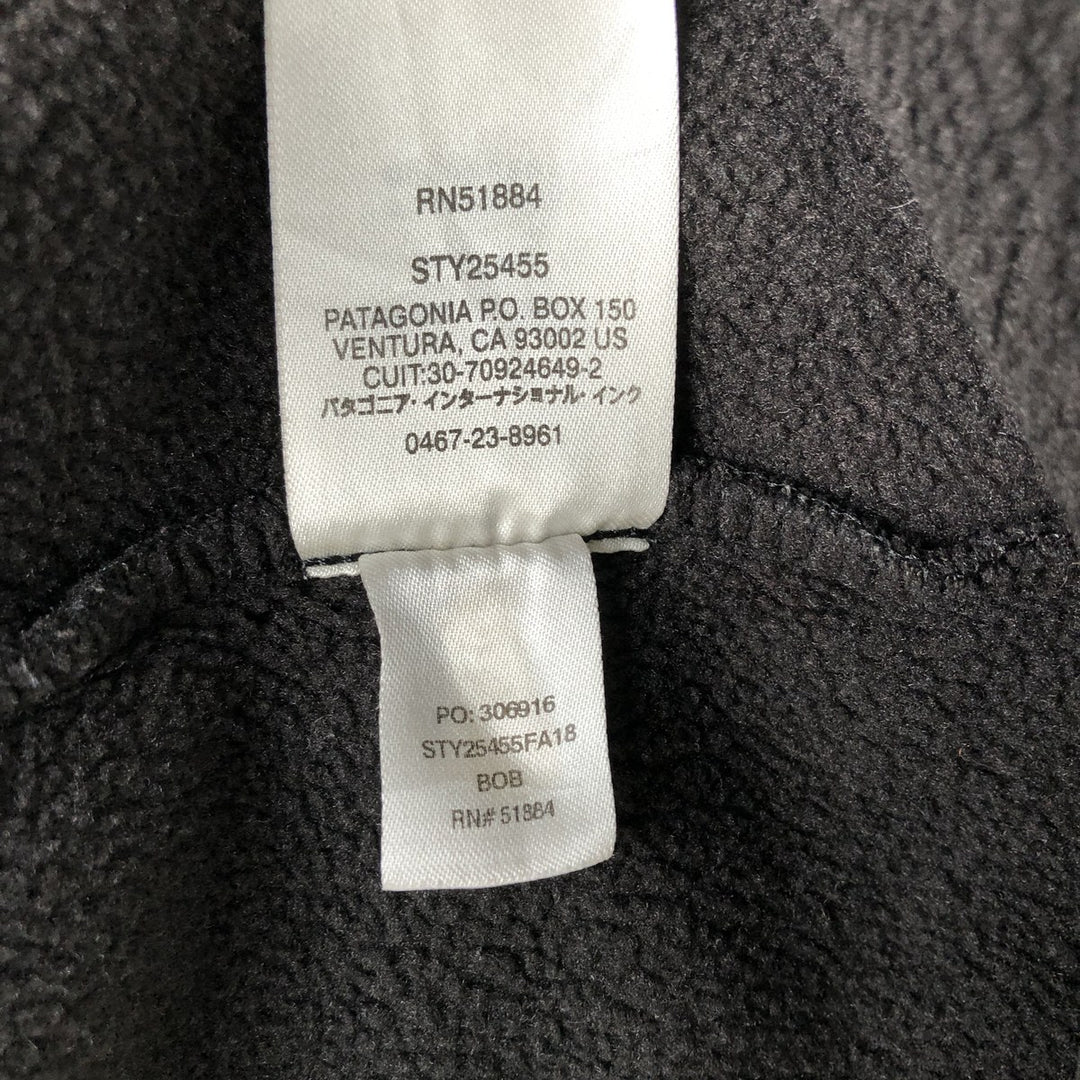 RN51884
STY25455
PATAGONIA P.O. BOX 150
VENTURA, CA 93002 US
CUIT:30-70924649-2
パタゴニア・インターナショナル・インク
0467-23-8961
PO: 306916
STY25455FA18
BOB
RN# 51884